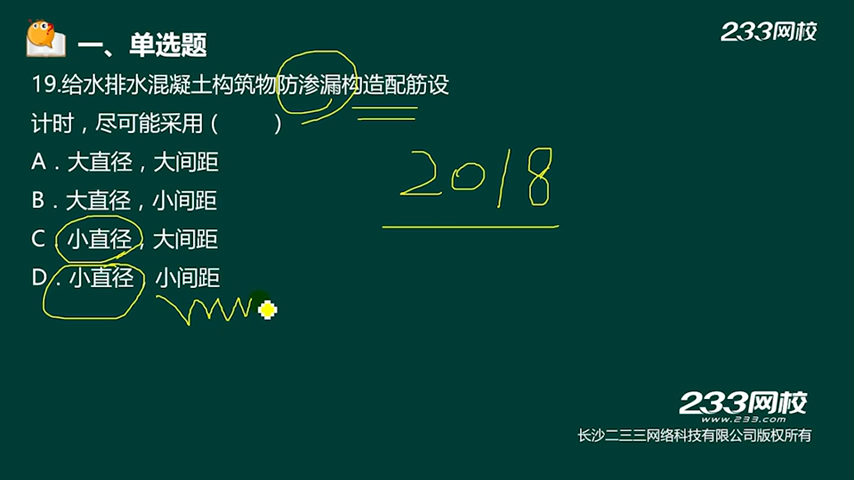 一、单选题
233网校
19.给水排水混凝土构筑物防渗漏构造配筋设
计时，尽可能采用（ ）
A．大直径，大间距
2018
B．大直径，小间距
C．小直径，大间距
D．小直径，小间距
233网校
www.233.com
长沙二三三网络科技有限公司版权所有